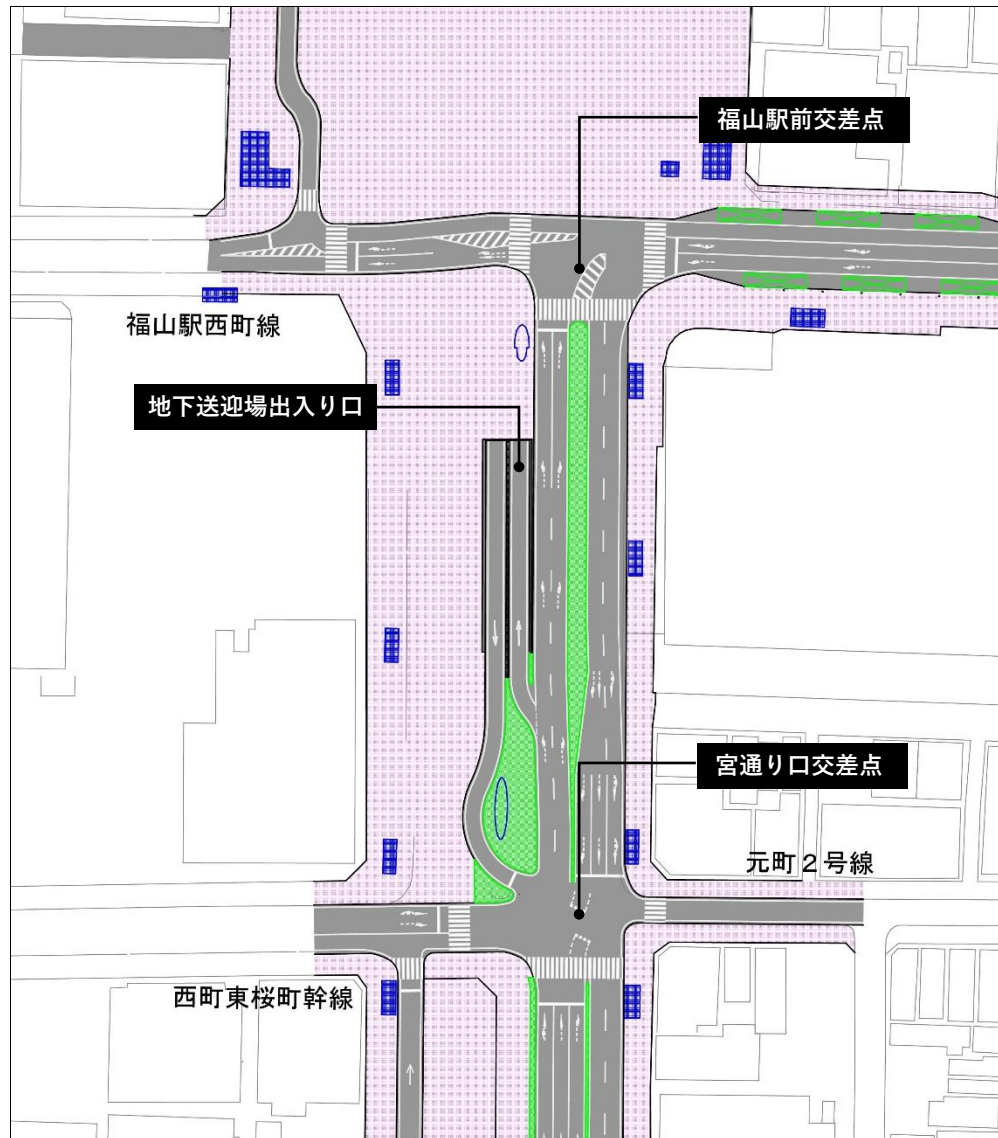 福山駅前交差点
福山駅西町線
地下送迎場出入り口
宮通り口交差点
元町２号線
西町東桜町幹線